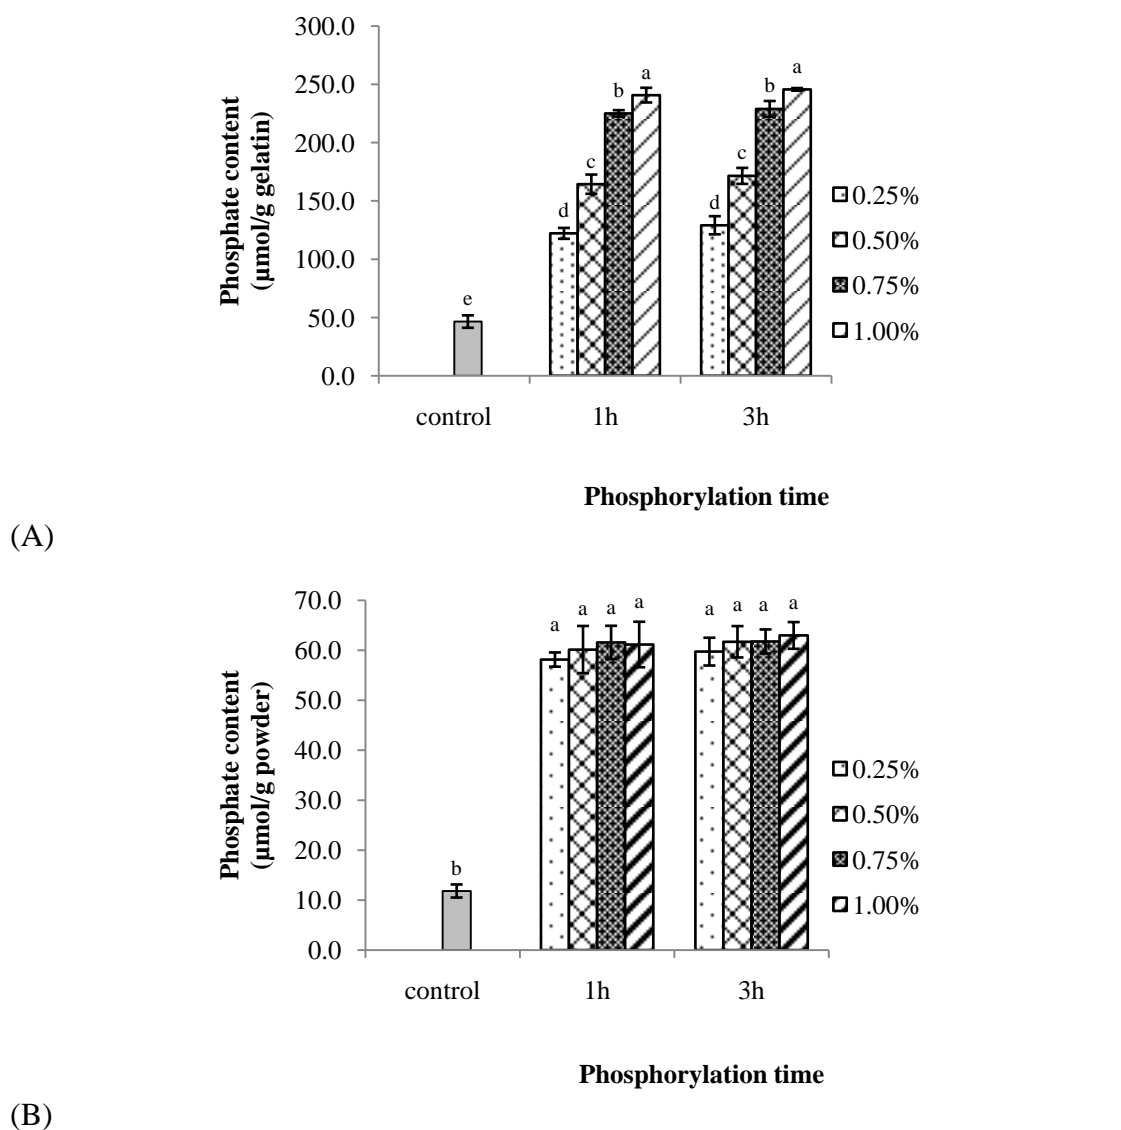 300.0
250.0
200.0
150.0
100.0
50.0
0.0
Phosphate content
(µmol/g gelatin)
e
d
c
b
a
d
c
b
a
control
1h
3h
0.25%
0.50%
0.75%
1.00%
Phosphorylation time
(A)
70.0
60.0
50.0
40.0
30.0
20.0
10.0
0.0
Phosphate content
(µmol/g powder)
b
a
a
a
a
a
a
a
a
control
1h
3h
0.25%
0.50%
0.75%
1.00%
Phosphorylation time
(B)